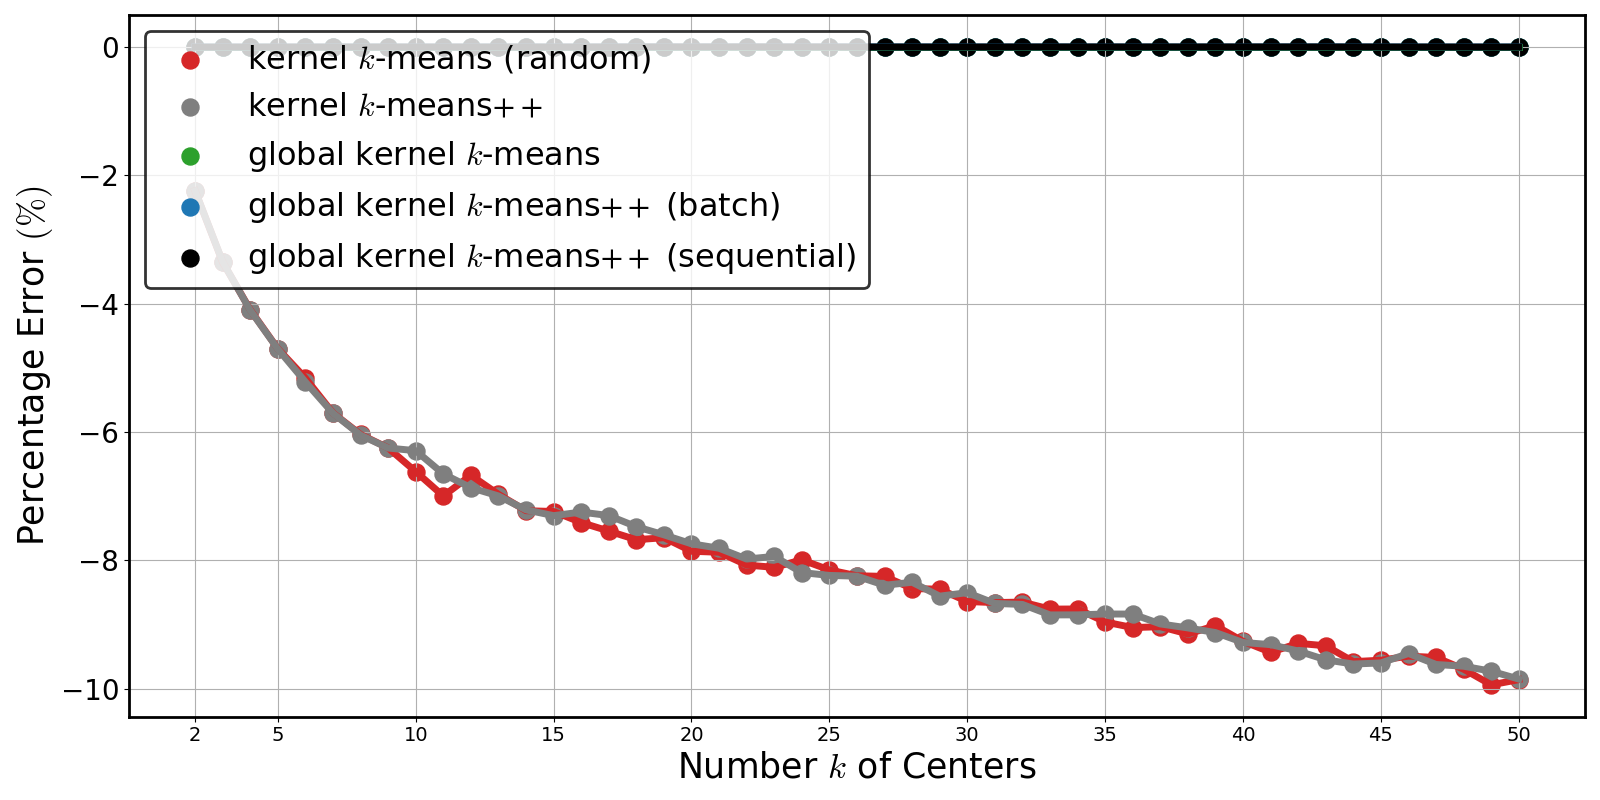 0
−2
−4
−6
−8
−10
Percentage Error (%)
kernel k-means (random)
kernel k-means++
global kernel k-means
global kernel k-means++ (batch)
global kernel k-means++ (sequential)
2 5 10 15 20 25 30 35 40 45 50
Number k of Centers